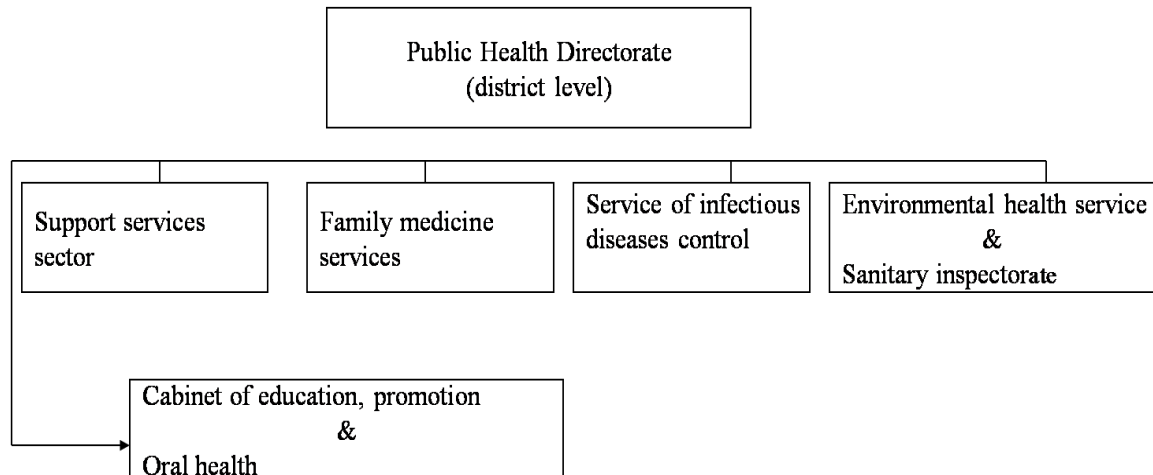 Public Health Directorate
(district level)
Support services
sector
Family medicine
services
Service of infectious
diseases control
Environmental health service
&
Sanitary inspectorate
Cabinet of education, promotion
&
Oral health